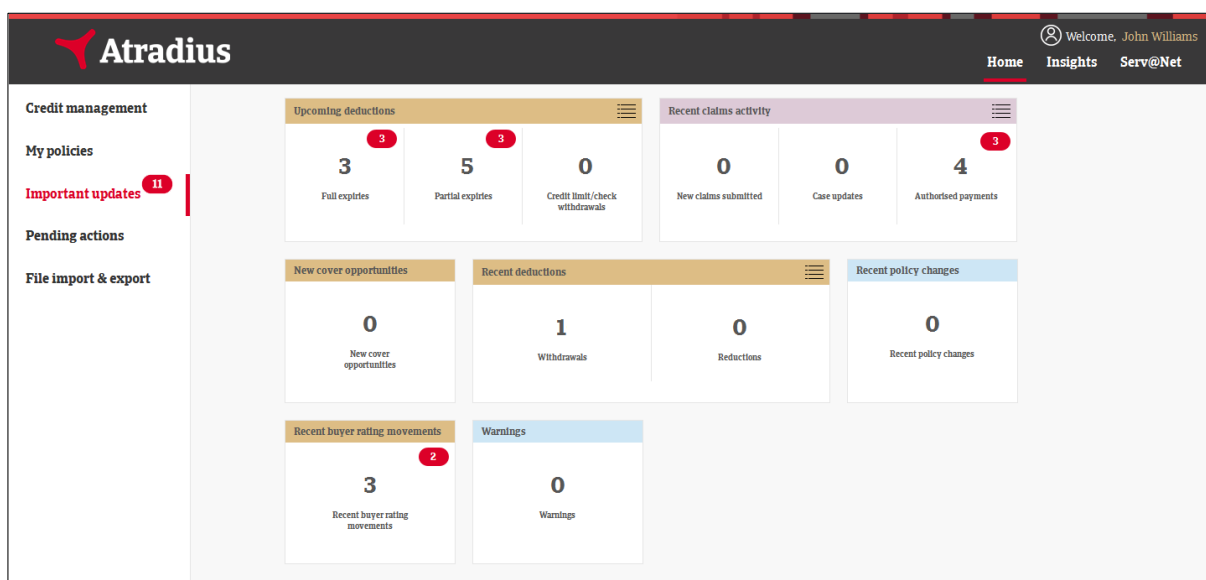 Atradius
Welcome, John Williams
Home Insights Serv@Net
Credit management
My policies
Important updates 11
Pending actions
File import & export
Upcoming deductions
3
3
Full expiries
3
5
Partial expiries
0
Credit limit/check
withdrawals
Recent claims activity
0
New claims submitted
0
Case updates
3
4
Authorised payments
New cover opportunities
0
New cover
opportunities
Recent deductions
1
Withdrawals
0
Reductions
Recent policy changes
0
Recent policy changes
Recent buyer rating movements
2
3
Recent buyer rating
movements
Warnings
0
Warnings